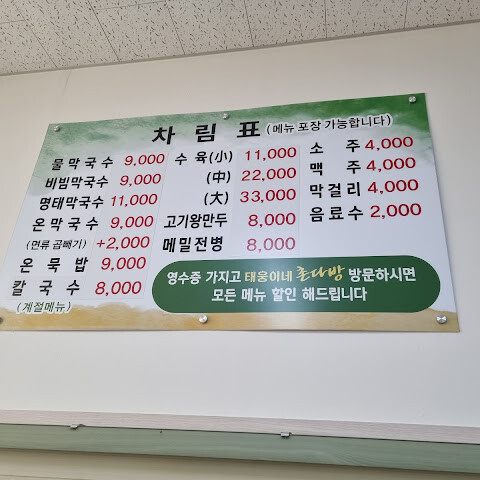 차림표 (메뉴 포장 가능합니다)
물막국수 9,000
비빔막국수 9,000
명태막국수 11,000
온막국수 9,000
(면류 곱빼기) +2,000
온묵밥 9,000
칼국수 8,000
(계절메뉴)
수육(小) 11,000
(中) 22,000
(大) 33,000
고기왕만두 8,000
메밀전병 8,000
소주 4,000
맥주 4,000
막걸리 4,000
음료수 2,000
영수증 가지고 태웅이네 촌다방 방문하시면
모든 메뉴 할인 해드립니다